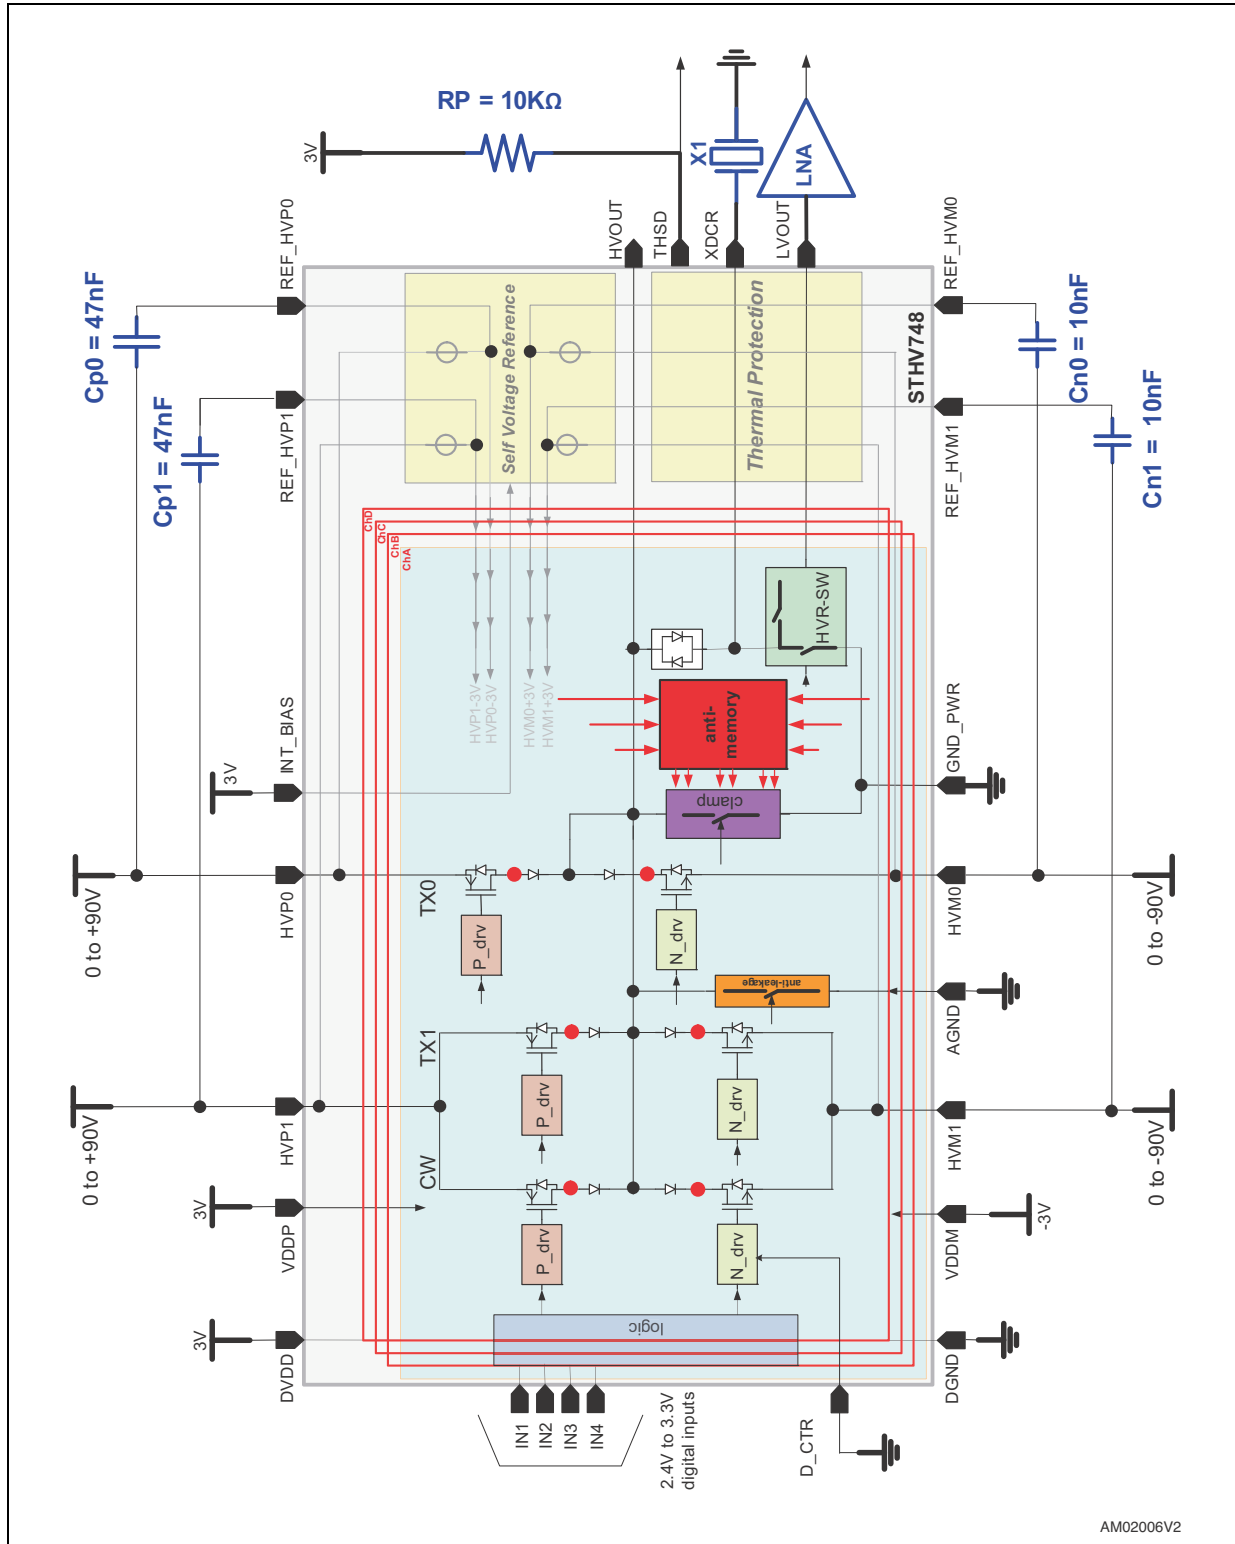 RP = 10KΩ
3V
X1
LNA
HVOUT
THSD
XDCR
LVOUT
REF_HVP0
REF_HVM0
Cp0 = 47nF
Cp1 = 47nF
REF_HVP1
Self Voltage Reference
Thermal Protection
STHV748
REF_HVM1
Cn0 = 10nF
Cn1 = 10nF
ChD
ChC
ChB
ChA
HVR-SW
HVP1-3V
HVP0-3V
HVM0+3V
HVM1+3V
anti-
memory
3V
INT_BIAS
GND_PWR
clamp
0 to +90V
HVP0
TX0
P_drv
N_drv
HVM0
0 to -90V
anti-leakage
AGND
0 to +90V
HVP1
TX1
P_drv
N_drv
HVM1
0 to -90V
CW
3V
VDDP
P_drv
N_drv
VDDM
-3V
3V
DVDD
logic
DGND
IN1
IN2
IN3
IN4
2.4V to 3.3V
digital inputs
D_CTR
AM02006V2